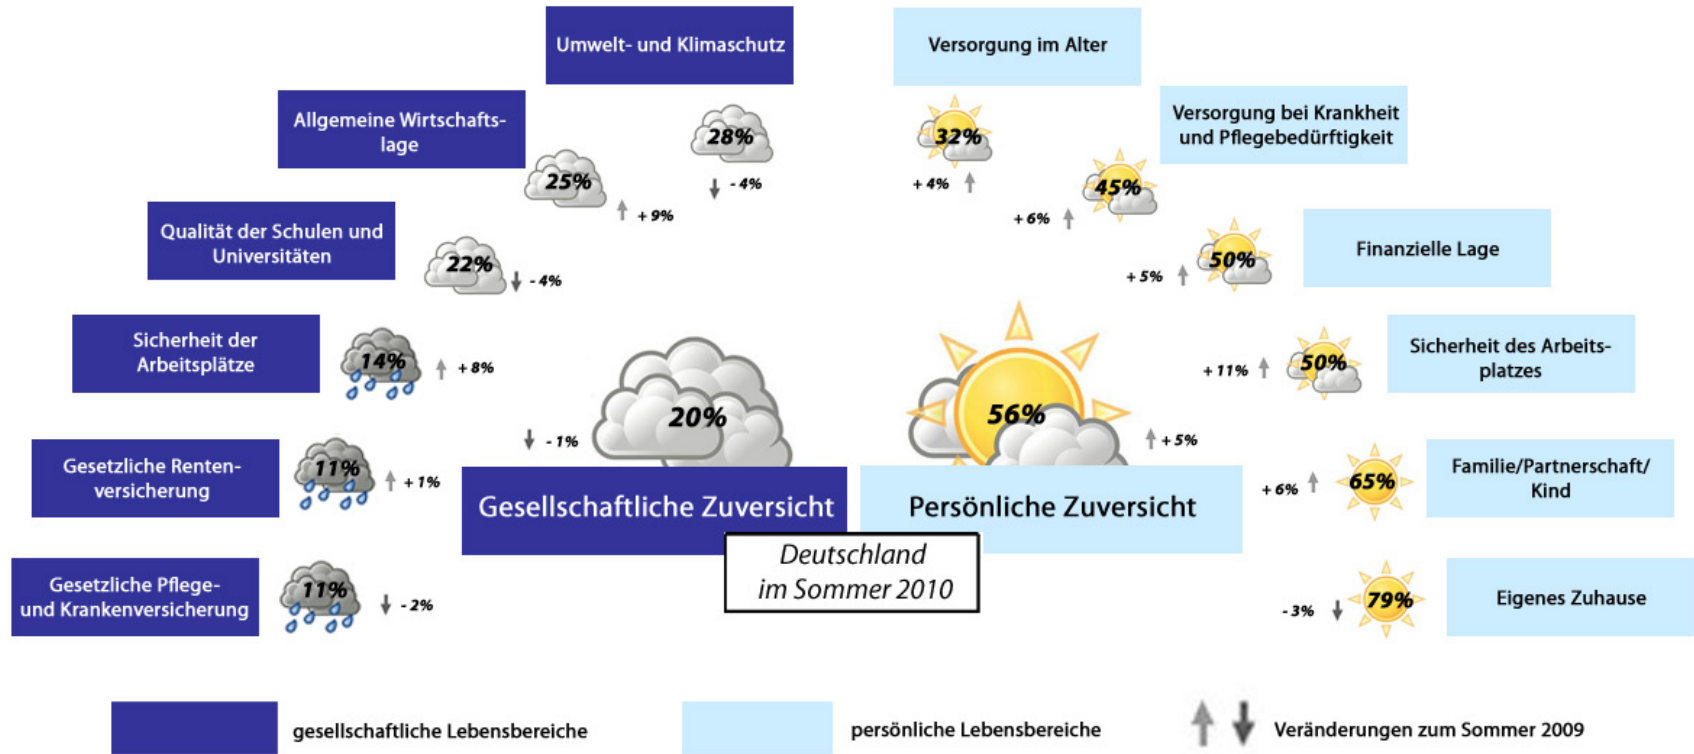 Umwelt- und Klimaschutz
28%
- 4%
Allgemeine Wirtschafts-
lage
25%
+ 9%
Qualität der Schulen und
Universitäten
22%
- 4%
Sicherheit der
Arbeitsplätze
14%
+ 8%
Gesetzliche Renten-
versicherung
11%
+ 1%
Gesetzliche Pflege-
und Krankenversicherung
11%
- 2%
20%
- 1%
Gesellschaftliche Zuversicht
Versorgung im Alter
32%
+ 4%
Versorgung bei Krankheit
und Pflegebedürftigkeit
45%
+ 6%
Finanzielle Lage
50%
+ 5%
Sicherheit des Arbeits-
platzes
50%
+ 11%
Familie/Partnerschaft/
Kind
65%
+ 6%
Eigenes Zuhause
79%
- 3%
56%
+ 5%
Persönliche Zuversicht
Deutschland
im Sommer 2010
gesellschaftliche Lebensbereiche
persönliche Lebensbereiche
Veränderungen zum Sommer 2009